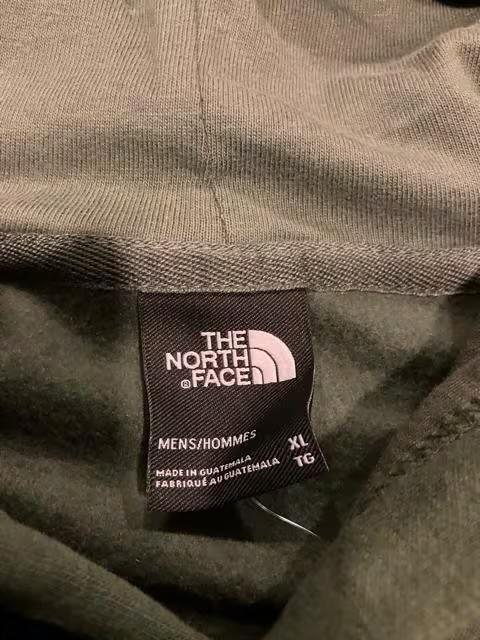 THE
NORTH
®FACE
MENS/HOMMES XL
TG
MADE IN GUATEMALA
FABRIQUÉ AU GUATEMALA